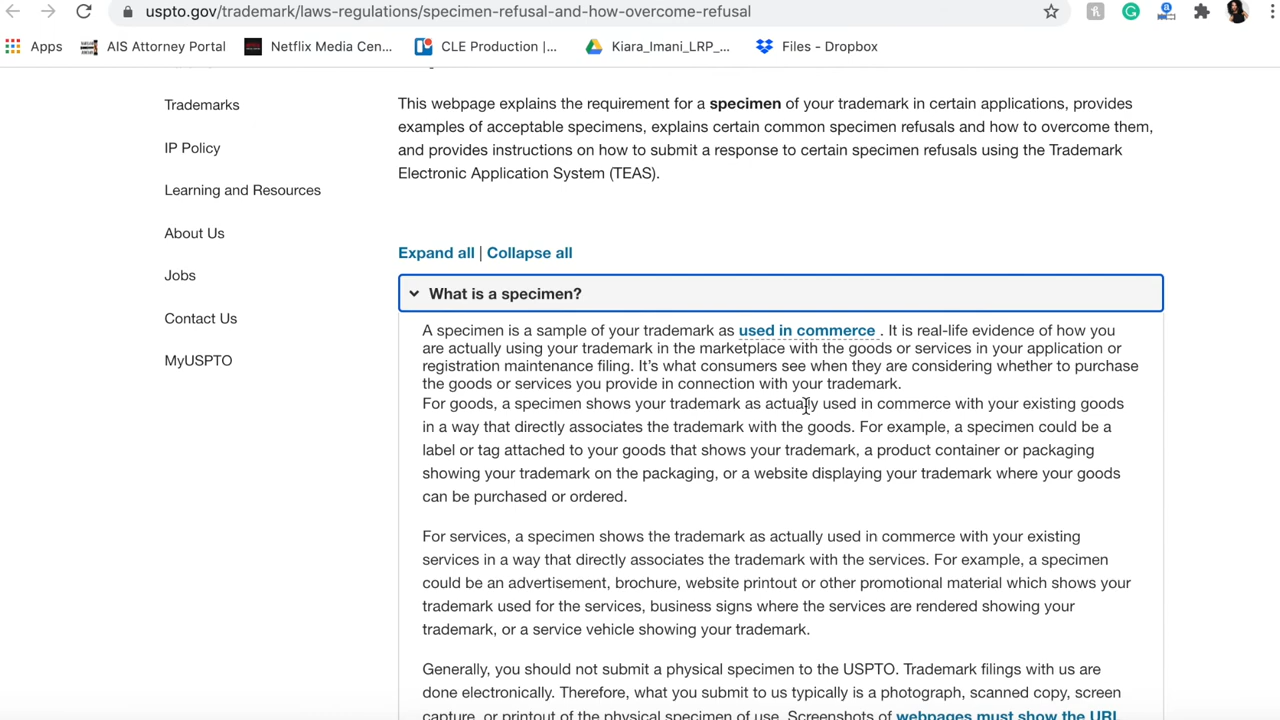 uspto.gov/trademark/laws-regulations/specimen-refusal-and-how-overcome-refusal
Apps AIS Attorney Portal Netflix Media Cen... CLE Production |... Kiara_Imani_LRP_... Files - Dropbox
Trademarks
IP Policy
Learning and Resources
About Us
Jobs
Contact Us
MyUSPTO
This webpage explains the requirement for a specimen of your trademark in certain applications, provides
examples of acceptable specimens, explains certain common specimen refusals and how to overcome them,
and provides instructions on how to submit a response to certain specimen refusals using the Trademark
Electronic Application System (TEAS).
Expand all | Collapse all
What is a specimen?
A specimen is a sample of your trademark as used in commerce . It is real-life evidence of how you
are actually using your trademark in the marketplace with the goods or services in your application or
registration maintenance filing. It's what consumers see when they are considering whether to purchase
the goods or services you provide in connection with your trademark.
For goods, a specimen shows your trademark as actually used in commerce with your existing goods
in a way that directly associates the trademark with the goods. For example, a specimen could be a
label or tag attached to your goods that shows your trademark, a product container or packaging
showing your trademark on the packaging, or a website displaying your trademark where your goods
can be purchased or ordered.
For services, a specimen shows the trademark as actually used in commerce with your existing
services in a way that directly associates the trademark with the services. For example, a specimen
could be an advertisement, brochure, website printout or other promotional material which shows your
trademark used for the services, business signs where the services are rendered showing your
trademark, or a service vehicle showing your trademark.
Generally, you should not submit a physical specimen to the USPTO. Trademark filings with us are
done electronically. Therefore, what you submit to us typically is a photograph, scanned copy, screen
capture, or printout of the physical specimen of use. Screenshots of webpages must show the URL